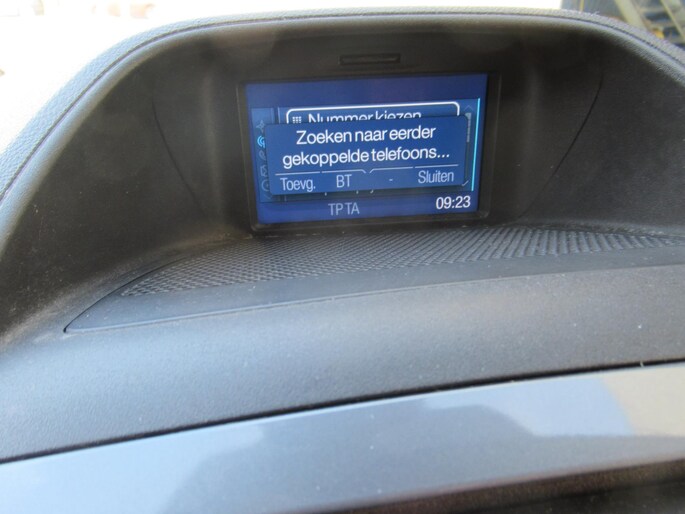 Nummer kiezen
Zoeken naar eerder
gekoppelde telefoons...
Toevg. BT - Sluiten
TP TA 09:23